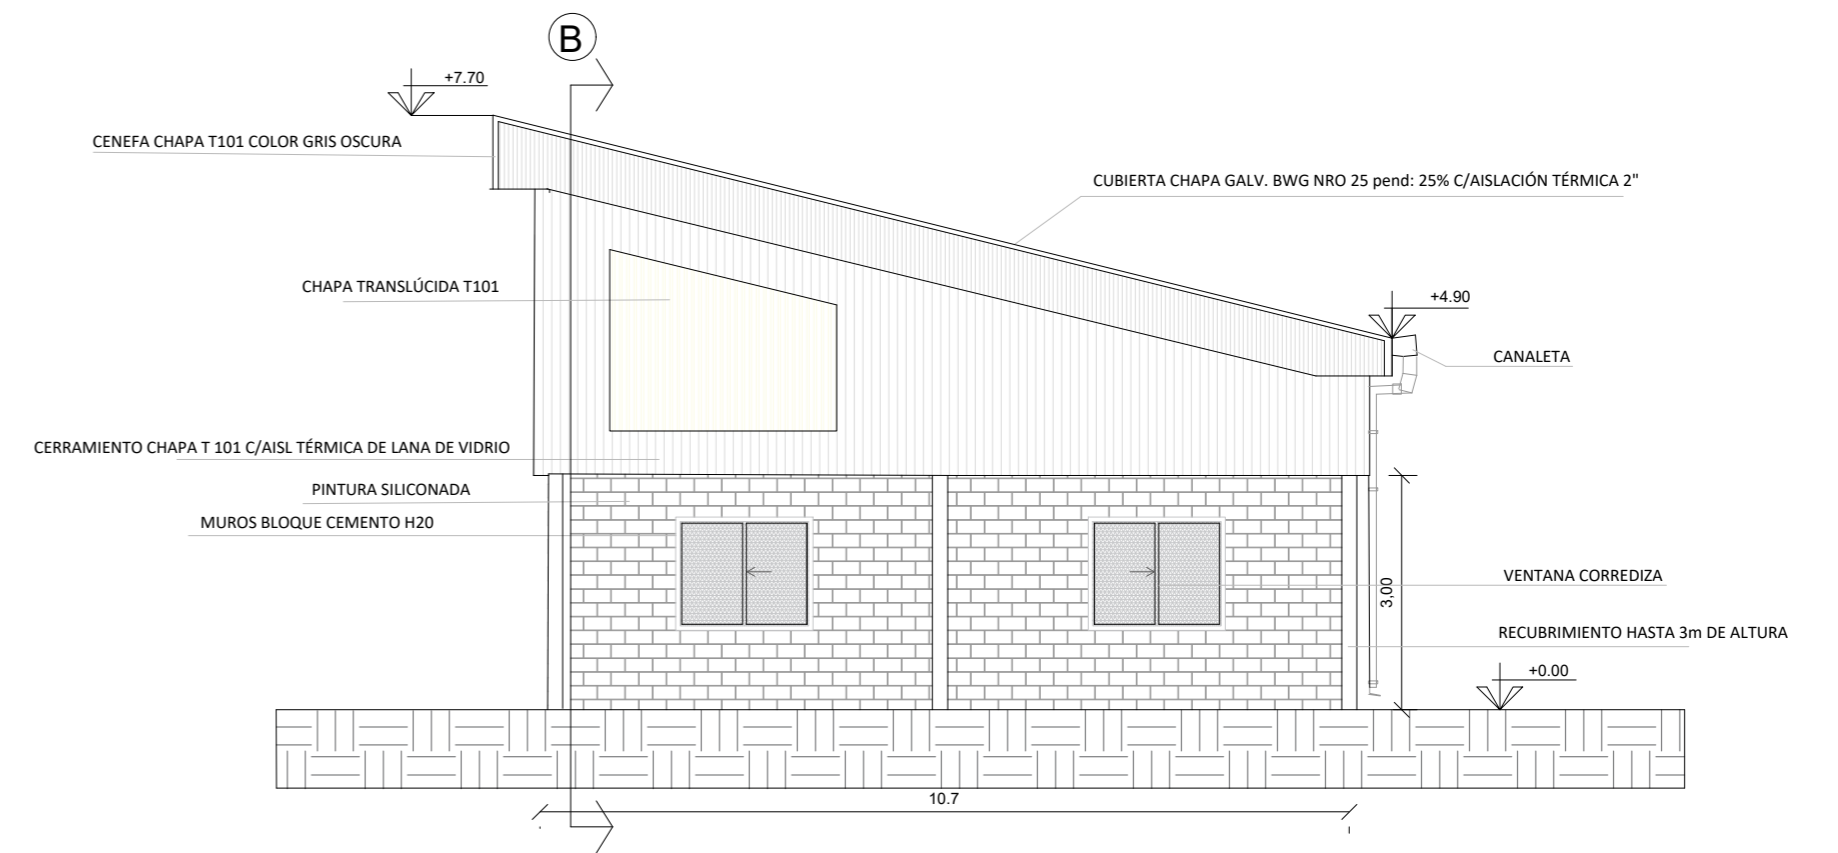 B
+7.70
CENEFA CHAPA T101 COLOR GRIS OSCURA
CUBIERTA CHAPA GALV. BWG NRO 25 pend: 25% C/AISLACIÓN TÉRMICA 2"
CHAPA TRANSLÚCIDA T101
+4.90
CANALETA
CERRAMIENTO CHAPA T 101 C/AISL TÉRMICA DE LANA DE VIDRIO
PINTURA SILICONADA
MUROS BLOQUE CEMENTO H20
VENTANA CORREDIZA
3,00
RECUBRIMIENTO HASTA 3m DE ALTURA
+0.00
10.7